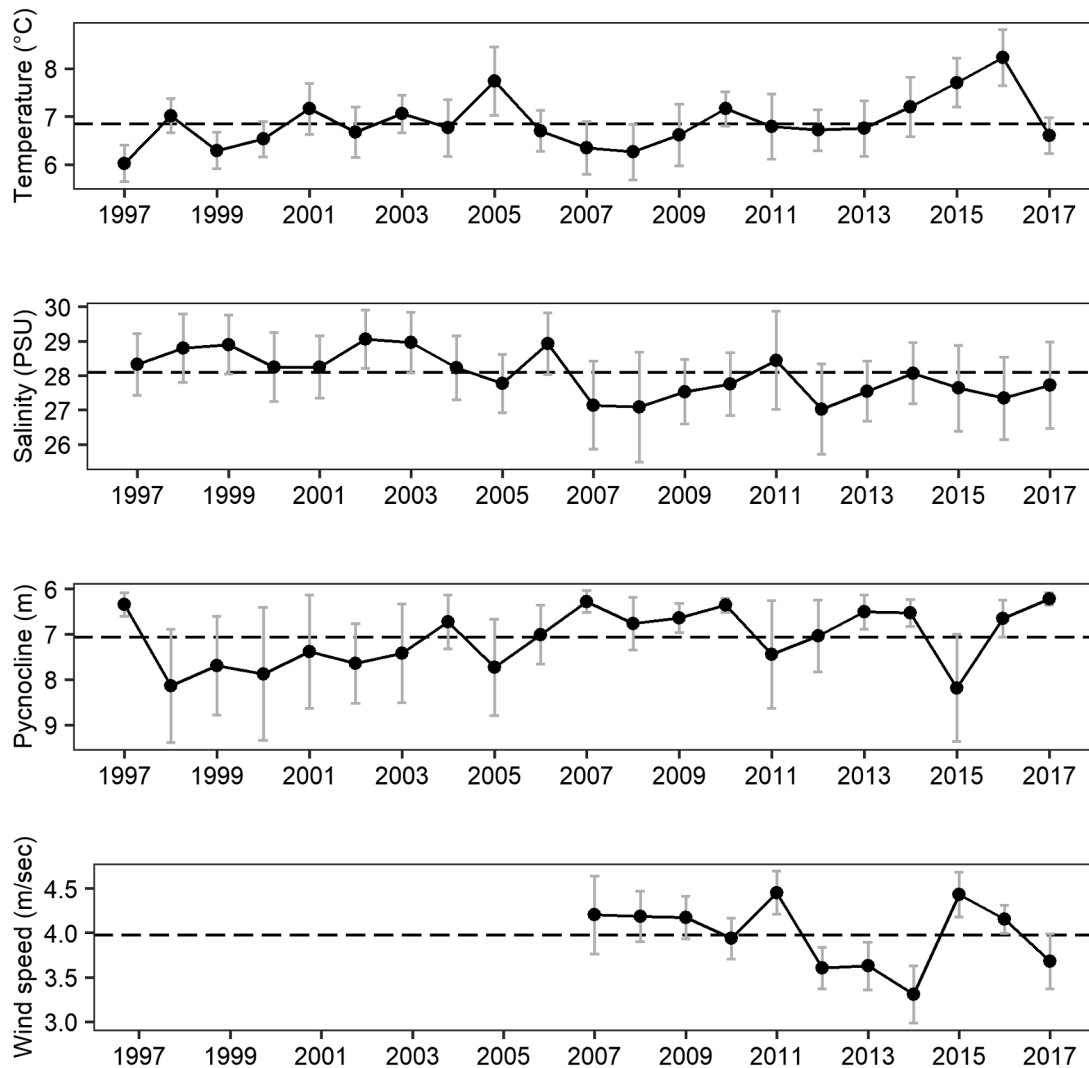 Temperature (°C)
8
7
6
1997 1999 2001 2003 2005 2007 2009 2011 2013 2015 2017
Salinity (PSU)
30
29
28
27
26
1997 1999 2001 2003 2005 2007 2009 2011 2013 2015 2017
Pycnocline (m)
6
7
8
9
1997 1999 2001 2003 2005 2007 2009 2011 2013 2015 2017
Wind speed (m/sec)
4.5
4.0
3.5
3.0
1997 1999 2001 2003 2005 2007 2009 2011 2013 2015 2017